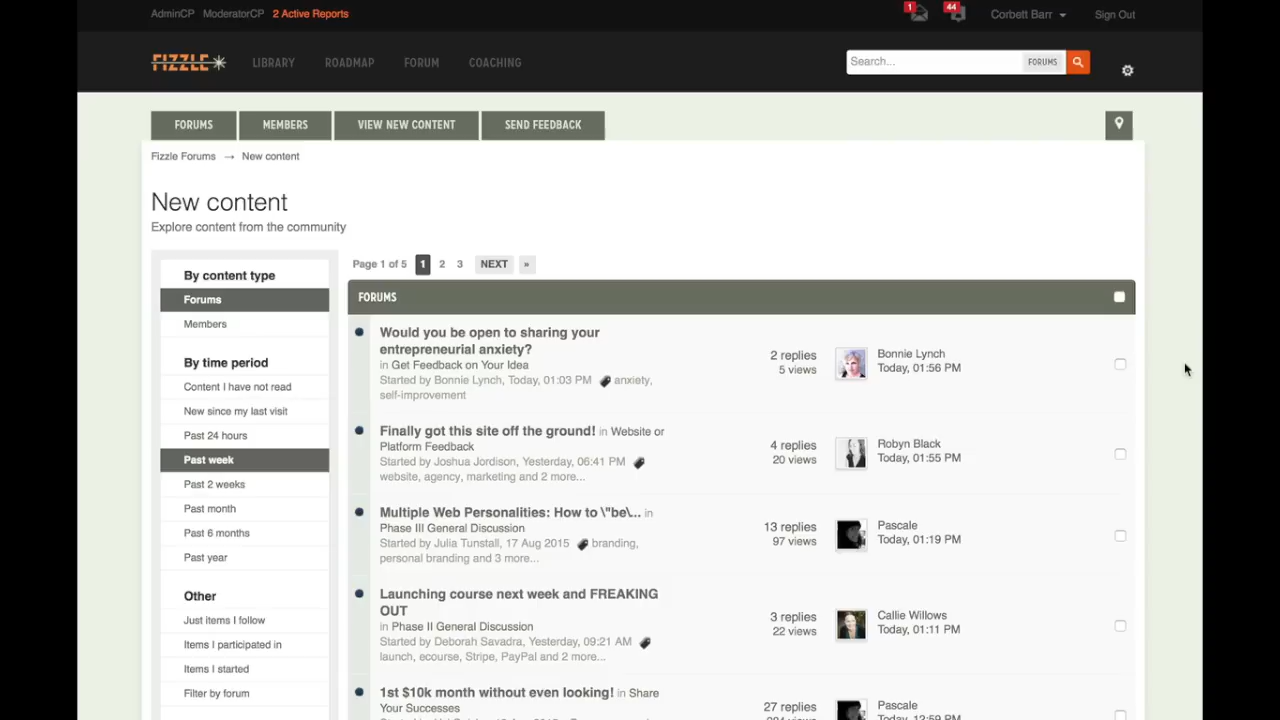 AdminCP ModeratorCP 2 Active Reports
1 44 Corbett Barr Sign Out
FIZZLE LIBRARY ROADMAP FORUM COACHING
Search... FORUMS
FORUMS MEMBERS VIEW NEW CONTENT SEND FEEDBACK
Fizzle Forums → New content
New content
Explore content from the community
By content type
Forums
Members
By time period
Content I have not read
New since my last visit
Past 24 hours
Past week
Past 2 weeks
Past month
Past 6 months
Past year
Other
Just items I follow
Items I participated in
Items I started
Filter by forum
Page 1 of 5 1 2 3 NEXT »
FORUMS
Would you be open to sharing your
entrepreneurial anxiety?
in Get Feedback on Your Idea
Started by Bonnie Lynch, Today, 01:03 PM anxiety,
self-improvement
2 replies
5 views
Bonnie Lynch
Today, 01:56 PM
Finally got this site off the ground! in Website or
Platform Feedback
Started by Joshua Jordison, Yesterday, 06:41 PM
website, agency, marketing and 2 more...
4 replies
20 views
Robyn Black
Today, 01:55 PM
Multiple Web Personalities: How to \"be\... in
Phase III General Discussion
Started by Julia Tunstall, 17 Aug 2015 branding,
personal branding and 3 more...
13 replies
97 views
Pascale
Today, 01:19 PM
Launching course next week and FREAKING
OUT
in Phase II General Discussion
Started by Deborah Savadra, Yesterday, 09:21 AM
launch, ecourse, Stripe, PayPal and 2 more...
3 replies
22 views
Callie Willows
Today, 01:11 PM
1st $10k month without even looking! in Share
Your Successes
27 replies
Pascale
Today, 12:59 PM